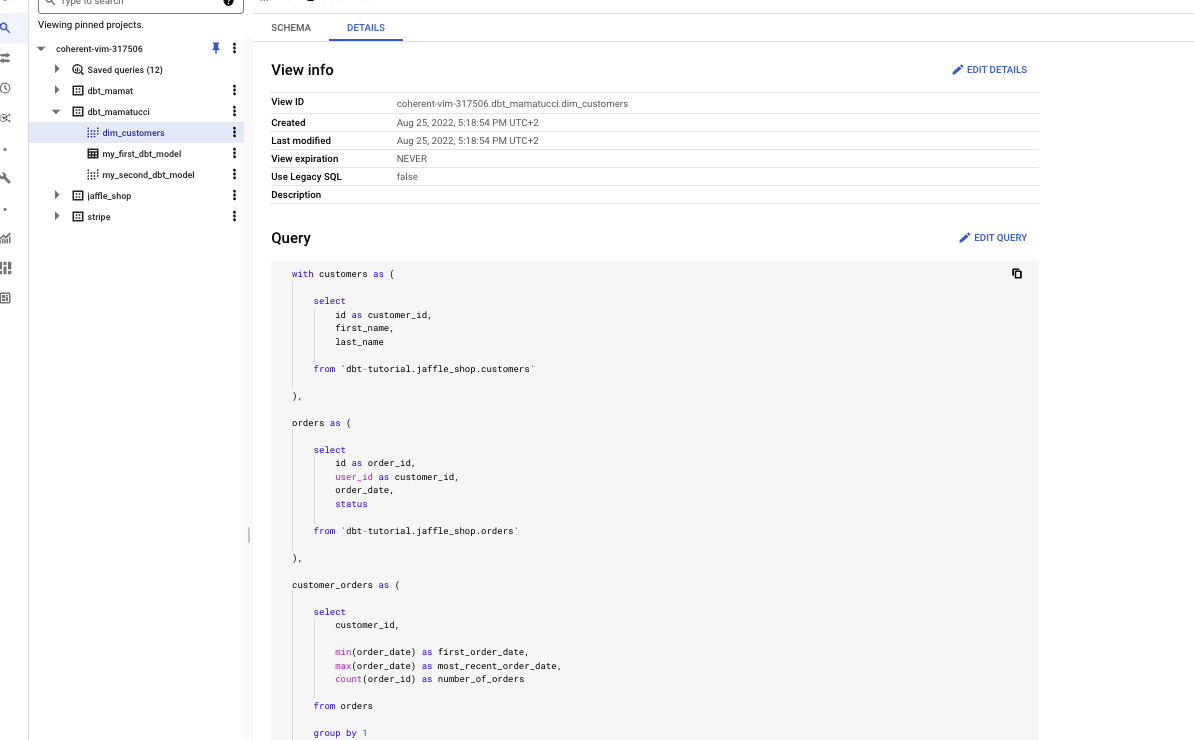 Type to search
Viewing pinned projects.
coherent-vim-317506
Saved queries (12)
dbt_mamat
dbt_mamatucci
dim_customers
my_first_dbt_model
my_second_dbt_model
jaffle_shop
stripe
SCHEMA
DETAILS
View info
EDIT DETAILS
View ID coherent-vim-317506.dbt_mamatucci.dim_customers
Created Aug 25, 2022, 5:18:54 PM UTC+2
Last modified Aug 25, 2022, 5:18:54 PM UTC+2
View expiration NEVER
Use Legacy SQL false
Description
Query
EDIT QUERY
with customers as (
select
id as customer_id,
first_name,
last_name
from `dbt-tutorial.jaffle_shop.customers`
),
orders as (
select
id as order_id,
user_id as customer_id,
order_date,
status
from `dbt-tutorial.jaffle_shop.orders`
),
customer_orders as (
select
customer_id,
min(order_date) as first_order_date,
max(order_date) as most_recent_order_date,
count(order_id) as number_of_orders
from orders
group by 1